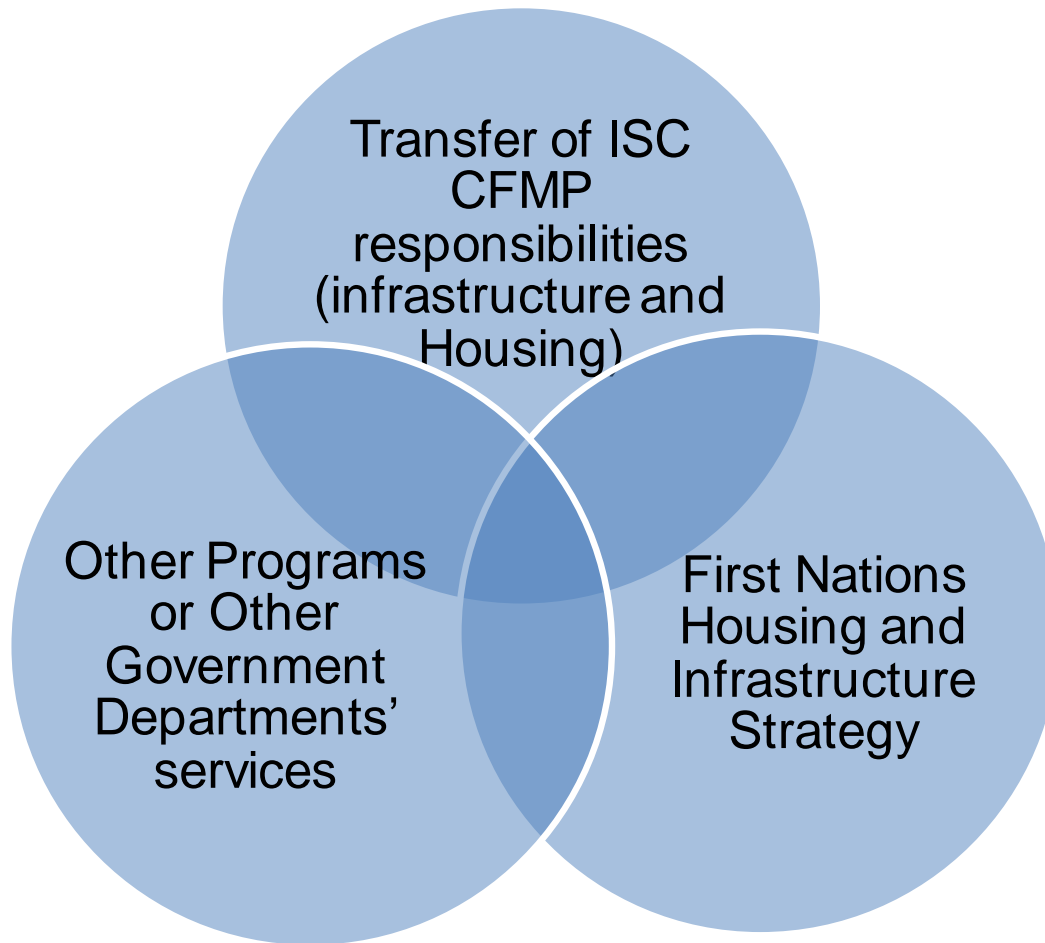 Transfer of ISC
CFMP
responsibilities
(infrastructure and
Housing)
Other Programs
or Other
Government
Departments’
services
First Nations
Housing and
Infrastructure
Strategy